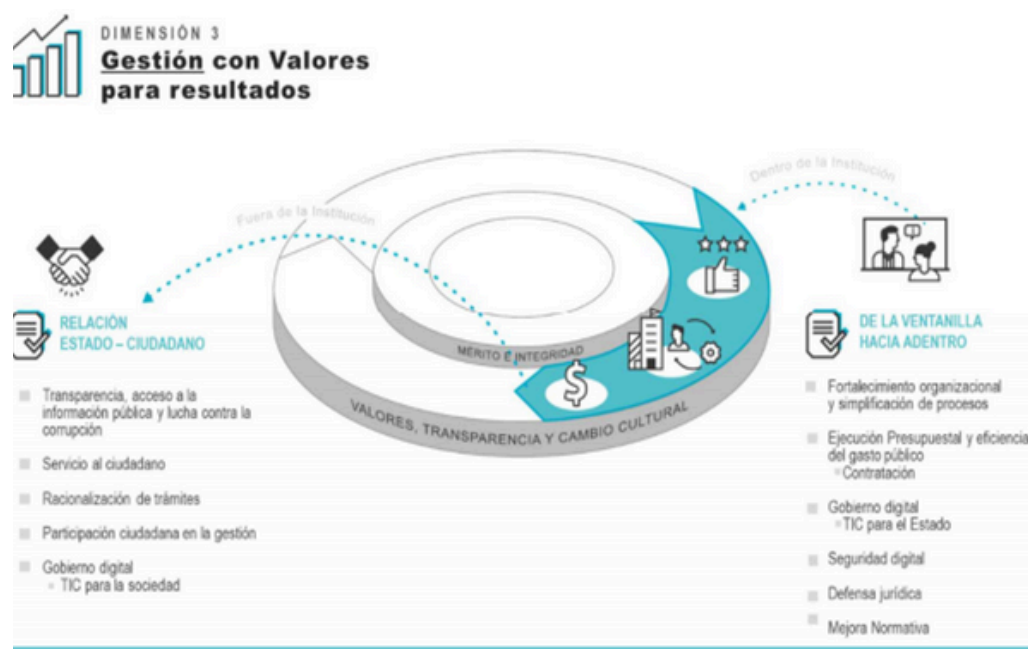 DIMENSIÓN 3
Gestión con Valores
para resultados
Fuera de la Institución
Dentro de la Institución
MÉRITO E INTEGRIDAD
VALORES, TRANSPARENCIA Y CAMBIO CULTURAL
$
RELACIÓN
ESTADO – CIUDADANO
Transparencia, acceso a la
información pública y lucha contra la
corrupción
Servicio al ciudadano
Racionalización de trámites
Participación ciudadana en la gestión
Gobierno digital
TIC para la sociedad
DE LA VENTANILLA
HACIA ADENTRO
Fortalecimiento organizacional
y simplificación de procesos
Ejecución Presupuestal y eficiencia
del gasto público
Contratación
Gobierno digital
TIC para el Estado
Seguridad digital
Defensa jurídica
Mejora Normativa